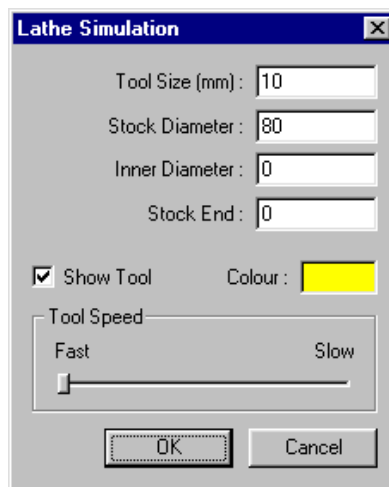 Lathe Simulation
Tool Size (mm) : 10
Stock Diameter : 80
Inner Diameter : 0
Stock End : 0
Show Tool Colour :
Tool Speed
Fast Slow
OK Cancel